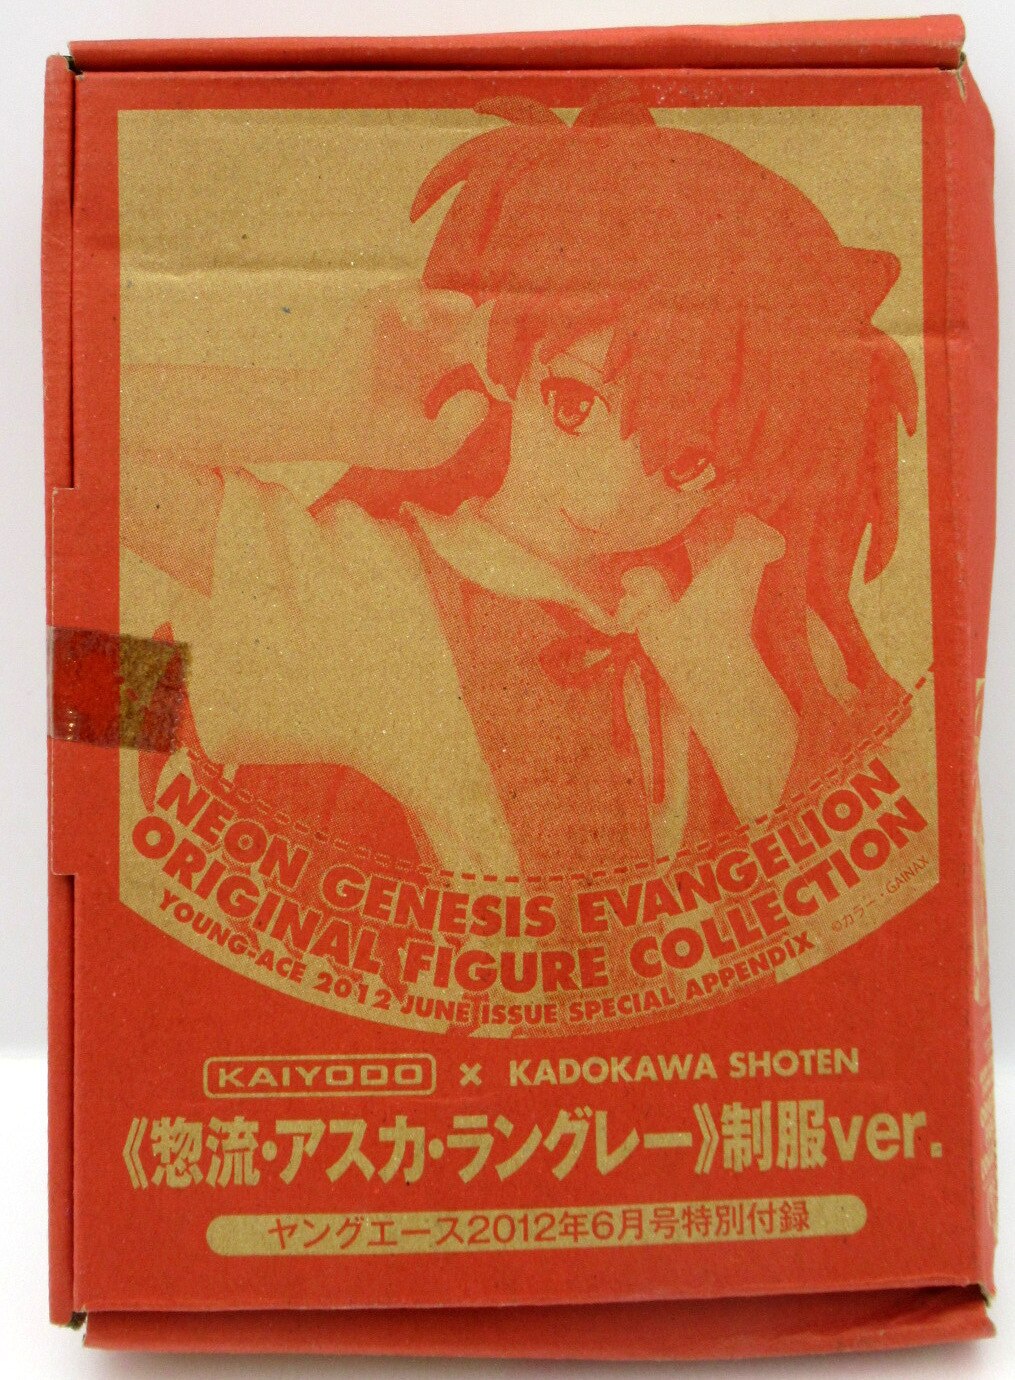 NEON GENESIS EVANGELION
ORIGINAL FIGURE COLLECTION
YOUNG-ACE 2012 JUNE ISSUE SPECIAL APPENDIX
©カラー・GAINAX
KAIYODO × KADOKAWA SHOTEN
《惣流・アスカ・ラングレー》制服ver.
ヤングエース2012年6月号特別付録